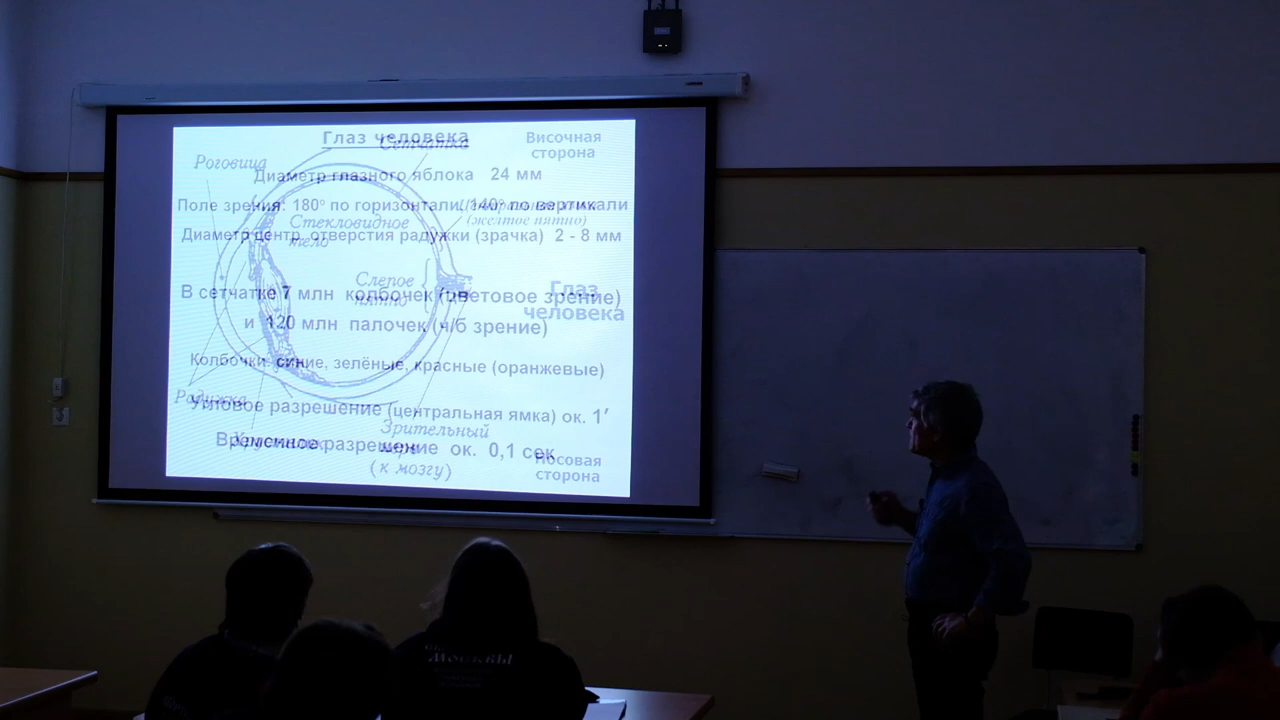 Глаз человека
Сетчатка
Височная
сторона
Роговица
Диаметр глазного яблока 24 мм
Поле зрения: 180° по горизонтали, 140° по вертикали
(желтое пятно)
Стекловидное
тело
Диаметр центр. отверстия радужки (зрачка) 2 - 8 мм
Слепое
пятно
Глаз
человека
В сетчатке 7 млн колбочек (цветовое зрение)
и 120 млн палочек (ч/б зрение)
Колбочки: синие, зелёные, красные (оранжевые)
Радужка
Угловое разрешение (центральная ямка) ок. 1′
Зрительный
Хрусталик
Временное разрешение ок. 0,1 сек
(к мозгу)
Носовая
сторона
Москвы